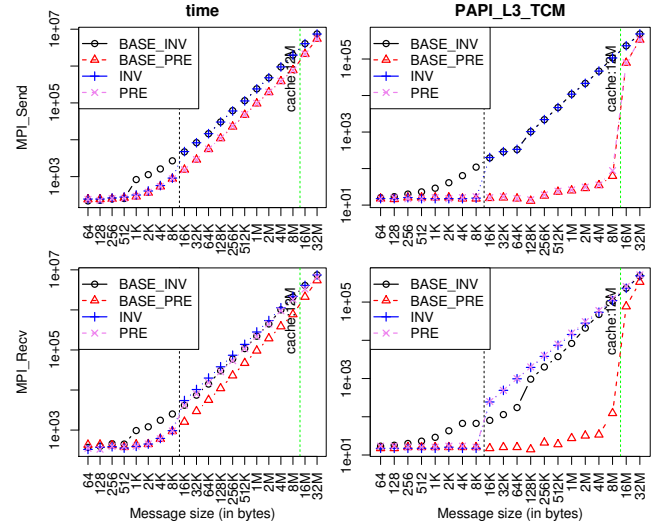 time
PAPI_L3_TCM
MPI_Send
1e+03 1e+05 1e+07
BASE_INV
BASE_PRE
INV
PRE
cache:12M
64 128 256 512 1K 2K 4K 8K 16K 32K 64K 128K 256K 512K 1M 2M 4M 8M 16M 32M
1e+01 1e+03 1e+05
BASE_INV
BASE_PRE
INV
PRE
cache:12M
64 128 256 512 1K 2K 4K 8K 16K 32K 64K 128K 256K 512K 1M 2M 4M 8M 16M 32M
MPI_Recv
1e+03 1e+05 1e+07
BASE_INV
BASE_PRE
INV
PRE
cache:12M
64 128 256 512 1K 2K 4K 8K 16K 32K 64K 128K 256K 512K 1M 2M 4M 8M 16M 32M
Message size (in bytes)
1e+01 1e+03 1e+05
BASE_INV
BASE_PRE
INV
PRE
cache:12M
64 128 256 512 1K 2K 4K 8K 16K 32K 64K 128K 256K 512K 1M 2M 4M 8M 16M 32M
Message size (in bytes)